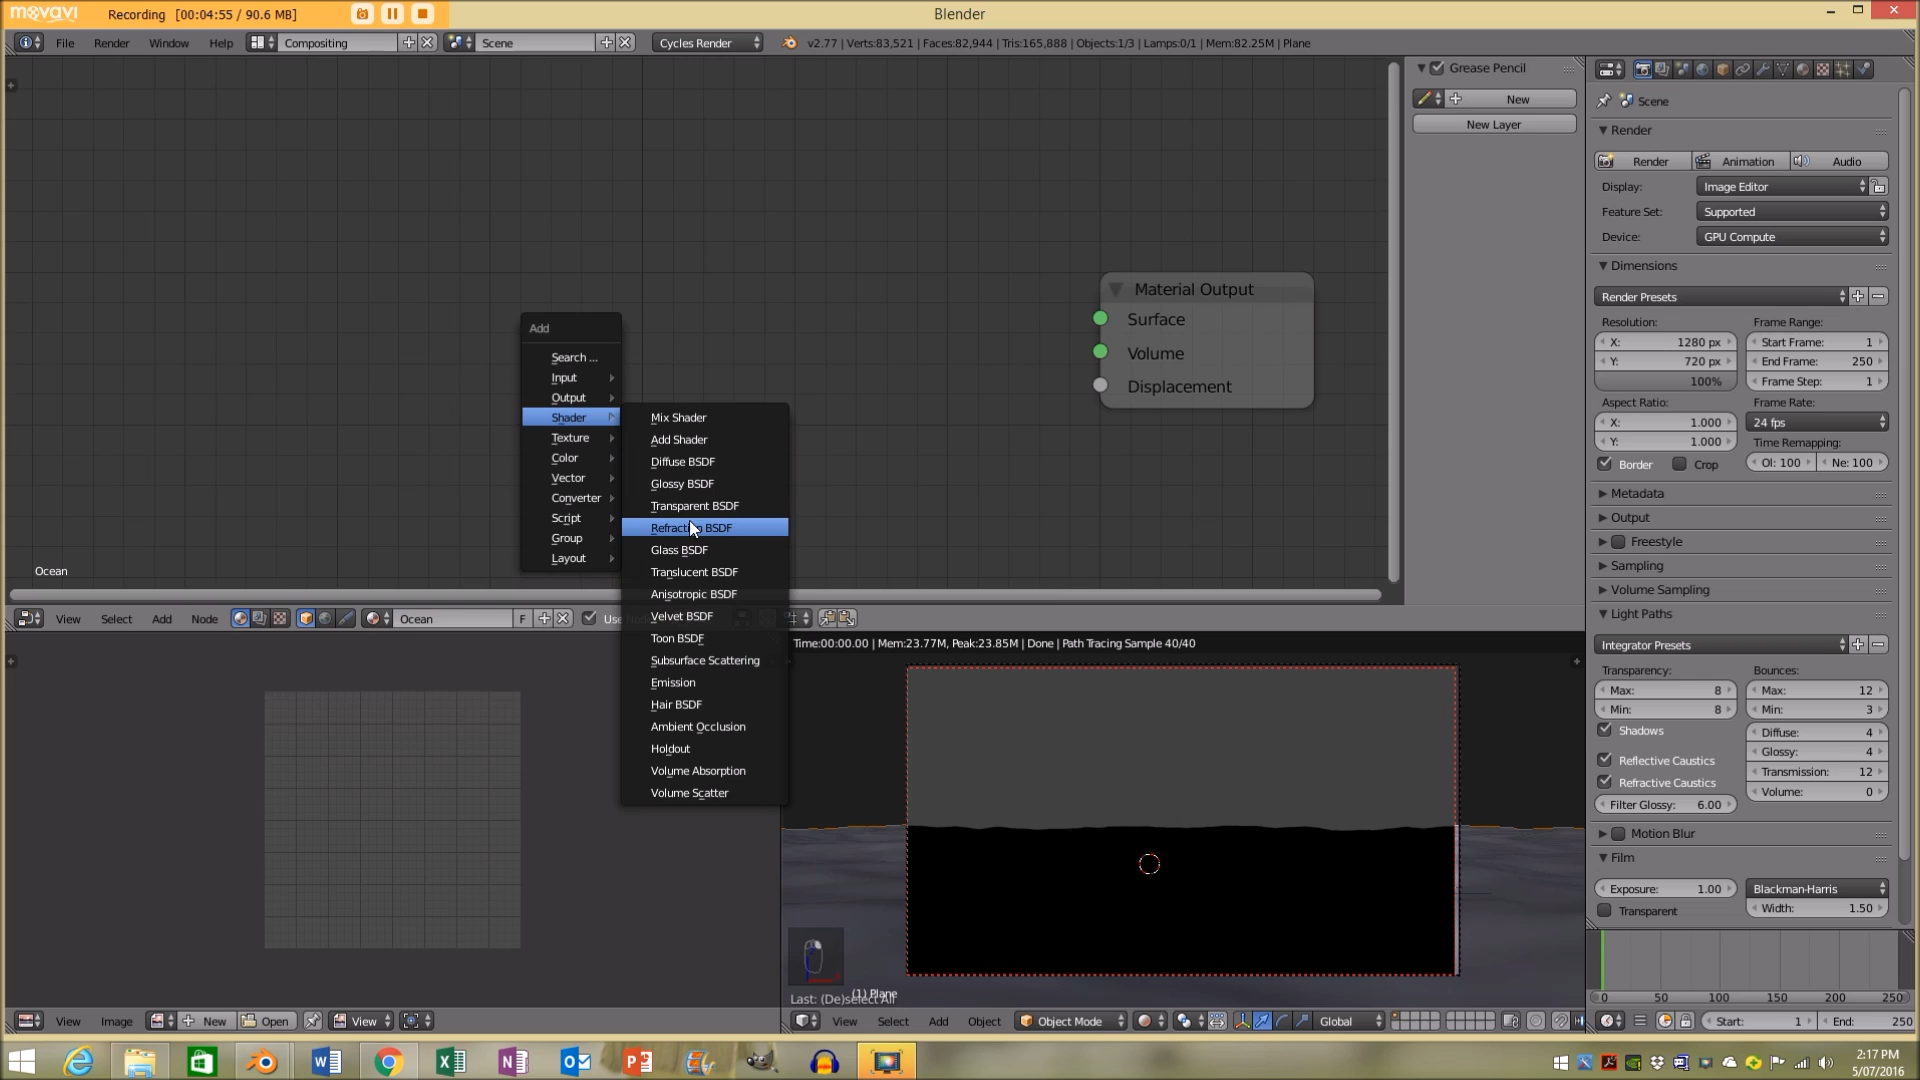 movavi
Recording [00:04:55 / 90.6 MB]
Blender
File Render Window Help Compositing Scene Cycles Render v2.77 | Verts:83,521 | Faces:82,944 | Tris:165,888 | Objects:1/3 | Lamps:0/1 | Mem:82.25M | Plane
Grease Pencil
New
New Layer
Scene
Render
Render Animation Audio
Display: Image Editor
Feature Set: Supported
Device: GPU Compute
Dimensions
Render Presets
Resolution: Frame Range:
X: 1280 px Start Frame: 1
Y: 720 px End Frame: 250
100% Frame Step: 1
Aspect Ratio: Frame Rate:
X: 1.000 24 fps
Y: 1.000 Time Remapping:
Border Crop Ol: 100 Ne: 100
Metadata
Output
Freestyle
Sampling
Volume Sampling
Light Paths
Integrator Presets
Transparency: Bounces:
Max: 8 Max: 12
Min: 8 Min: 3
Shadows Diffuse: 4
Glossy: 4
Reflective Caustics
Transmission: 12
Refractive Caustics
Volume: 0
Filter Glossy: 6.00
Motion Blur
Film
Exposure: 1.00 Blackman-Harris
Transparent Width: 1.50
Material Output
Surface
Volume
Displacement
Add
Search ...
Input
Output
Shader
Texture
Color
Vector
Converter
Script
Group
Layout
Mix Shader
Add Shader
Diffuse BSDF
Glossy BSDF
Transparent BSDF
BSDF
Glass BSDF
Translucent BSDF
Anisotropic BSDF
Velvet BSDF
Toon BSDF
Subsurface Scattering
Emission
Hair BSDF
Ambient Occlusion
Holdout
Volume Absorption
Volume Scatter
Ocean
View Select Add Node Ocean F
Time:00:00.00 | Mem:23.77M, Peak:23.85M | Done | Path Tracing Sample 40/40
(1) Plane
Last: (De)select All
View Image New Open View
View Select Add Object Object Mode Global
0 50 100 150 200 250
Start: 1 End: 250
2:17 PM
5/07/2016